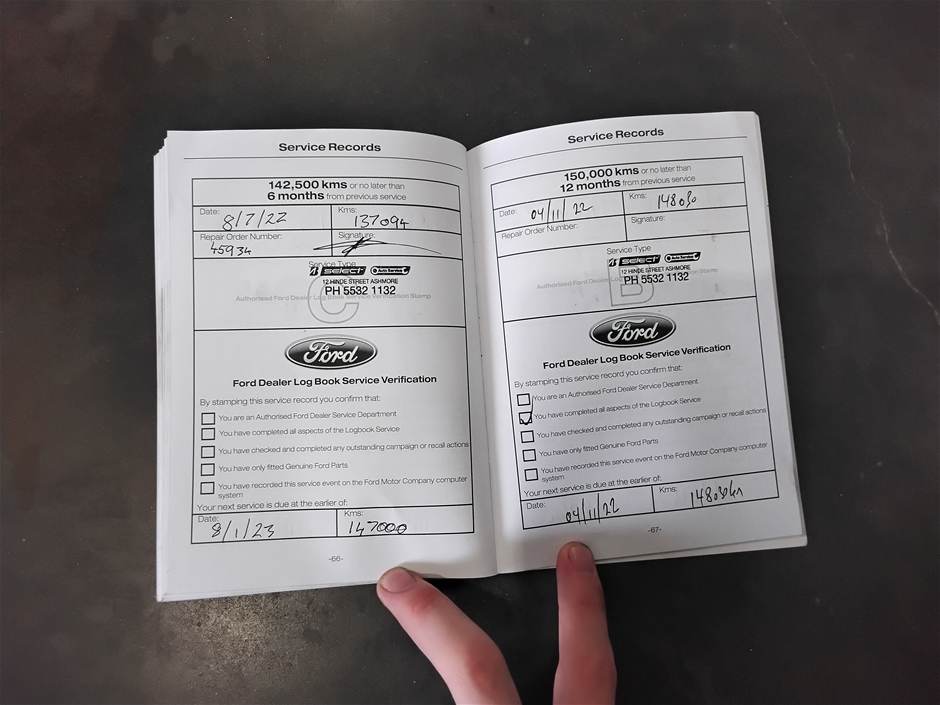 Service Records
142,500 kms or no later than
6 months from previous service
Date: 8/7/22 Kms: 137094
Repair Order Number: 45934 Signature:
Service Type
SELECT Auto Service
12 HINDE STREET ASHMORE
PH 5532 1132
Authorised Ford Dealer Log Book Service Verification Stamp
C
Ford
Ford Dealer Log Book Service Verification
By stamping this service record you confirm that:
You are an Authorised Ford Dealer Service Department
You have completed all aspects of the Logbook Service
You have checked and completed any outstanding campaign or recall actions
You have only fitted Genuine Ford Parts
You have recorded this service event on the Ford Motor Company computer
system
Your next service is due at the earlier of:
Date: 8/1/23 Kms: 147000
-66-
Service Records
150,000 kms or no later than
12 months from previous service
Date: 04/11/22 Kms: 148030
Repair Order Number: Signature:
Service Type
SELECT Auto Service
12 HINDE STREET ASHMORE
PH 5532 1132
Authorised Ford Dealer Log Book Service Verification Stamp
B
Ford
Ford Dealer Log Book Service Verification
By stamping this service record you confirm that:
You are an Authorised Ford Dealer Service Department
You have completed all aspects of the Logbook Service
You have checked and completed any outstanding campaign or recall actions
You have only fitted Genuine Ford Parts
You have recorded this service event on the Ford Motor Company computer
system
Your next service is due at the earlier of:
Date: 04/11/22 Kms:
-67-